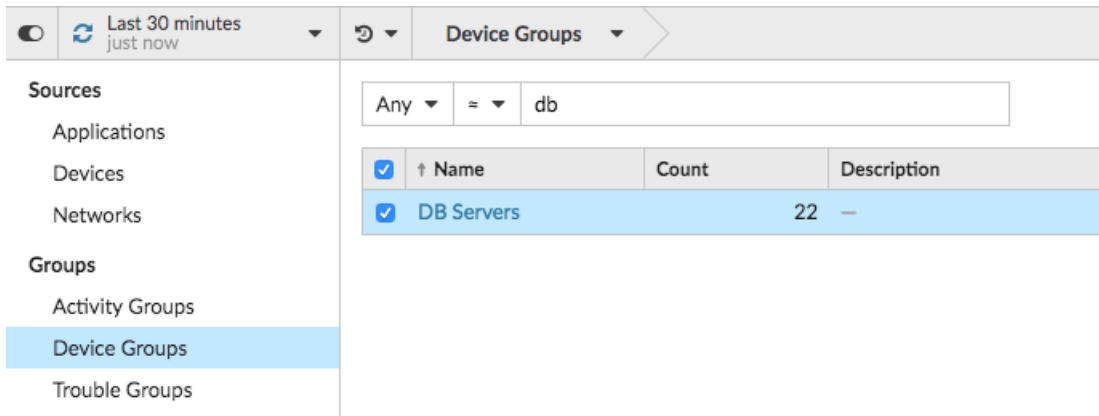 Last 30 minutes
just now
Device Groups
Sources
Applications
Devices
Networks
Groups
Activity Groups
Device Groups
Trouble Groups
Any ≈ db
↑ Name Count Description
DB Servers 22 —